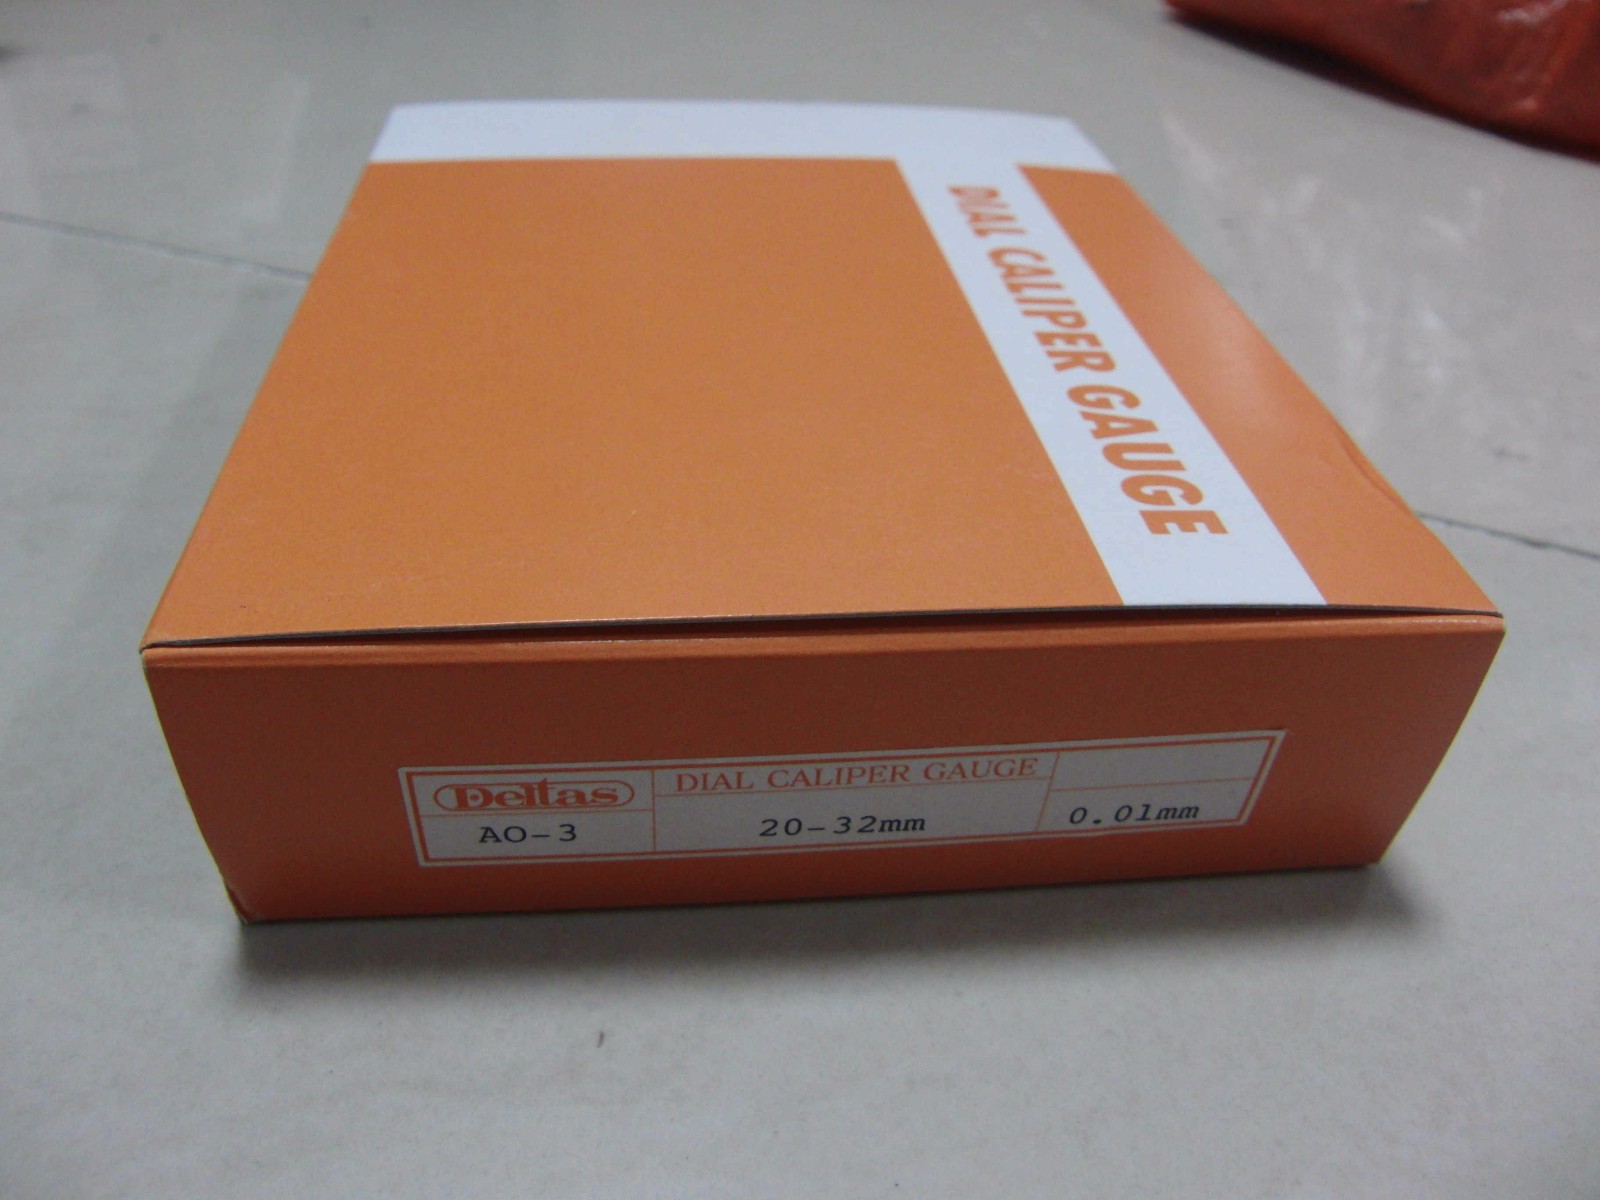 DIAL CALIPER GAUGE
Deltas
DIAL CALIPER GAUGE
AO-3
20-32mm
0.01mm